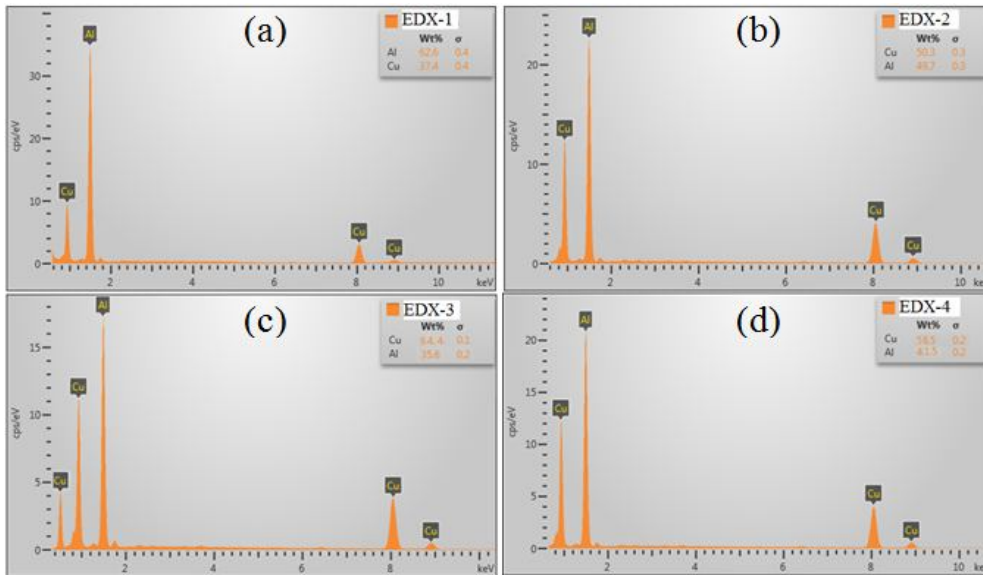 (a)
EDX-1
Wt% σ
Al 62.6 0.4
Cu 37.4 0.4
Al
Cu
Cu
Cu
cps/eV
30
20
10
0
2 4 6 8 10 keV
(b)
EDX-2
Wt% σ
Cu 50.3 0.3
Al 49.7 0.3
Al
Cu
Cu
Cu
cps/eV
20
10
0
2 4 6 8 10 keV
(c)
EDX-3
Wt% σ
Cu 64.4
Al 35.6 0.2
Al
Cu
Cu
Cu
Cu
cps/eV
15
10
5
0
2 4 6 8 10 keV
(d)
EDX-4
Wt% σ
Cu 58.5 0.2
Al 41.5 0.2
Al
Cu
Cu
Cu
cps/eV
20
15
10
5
0
2 4 6 8 10